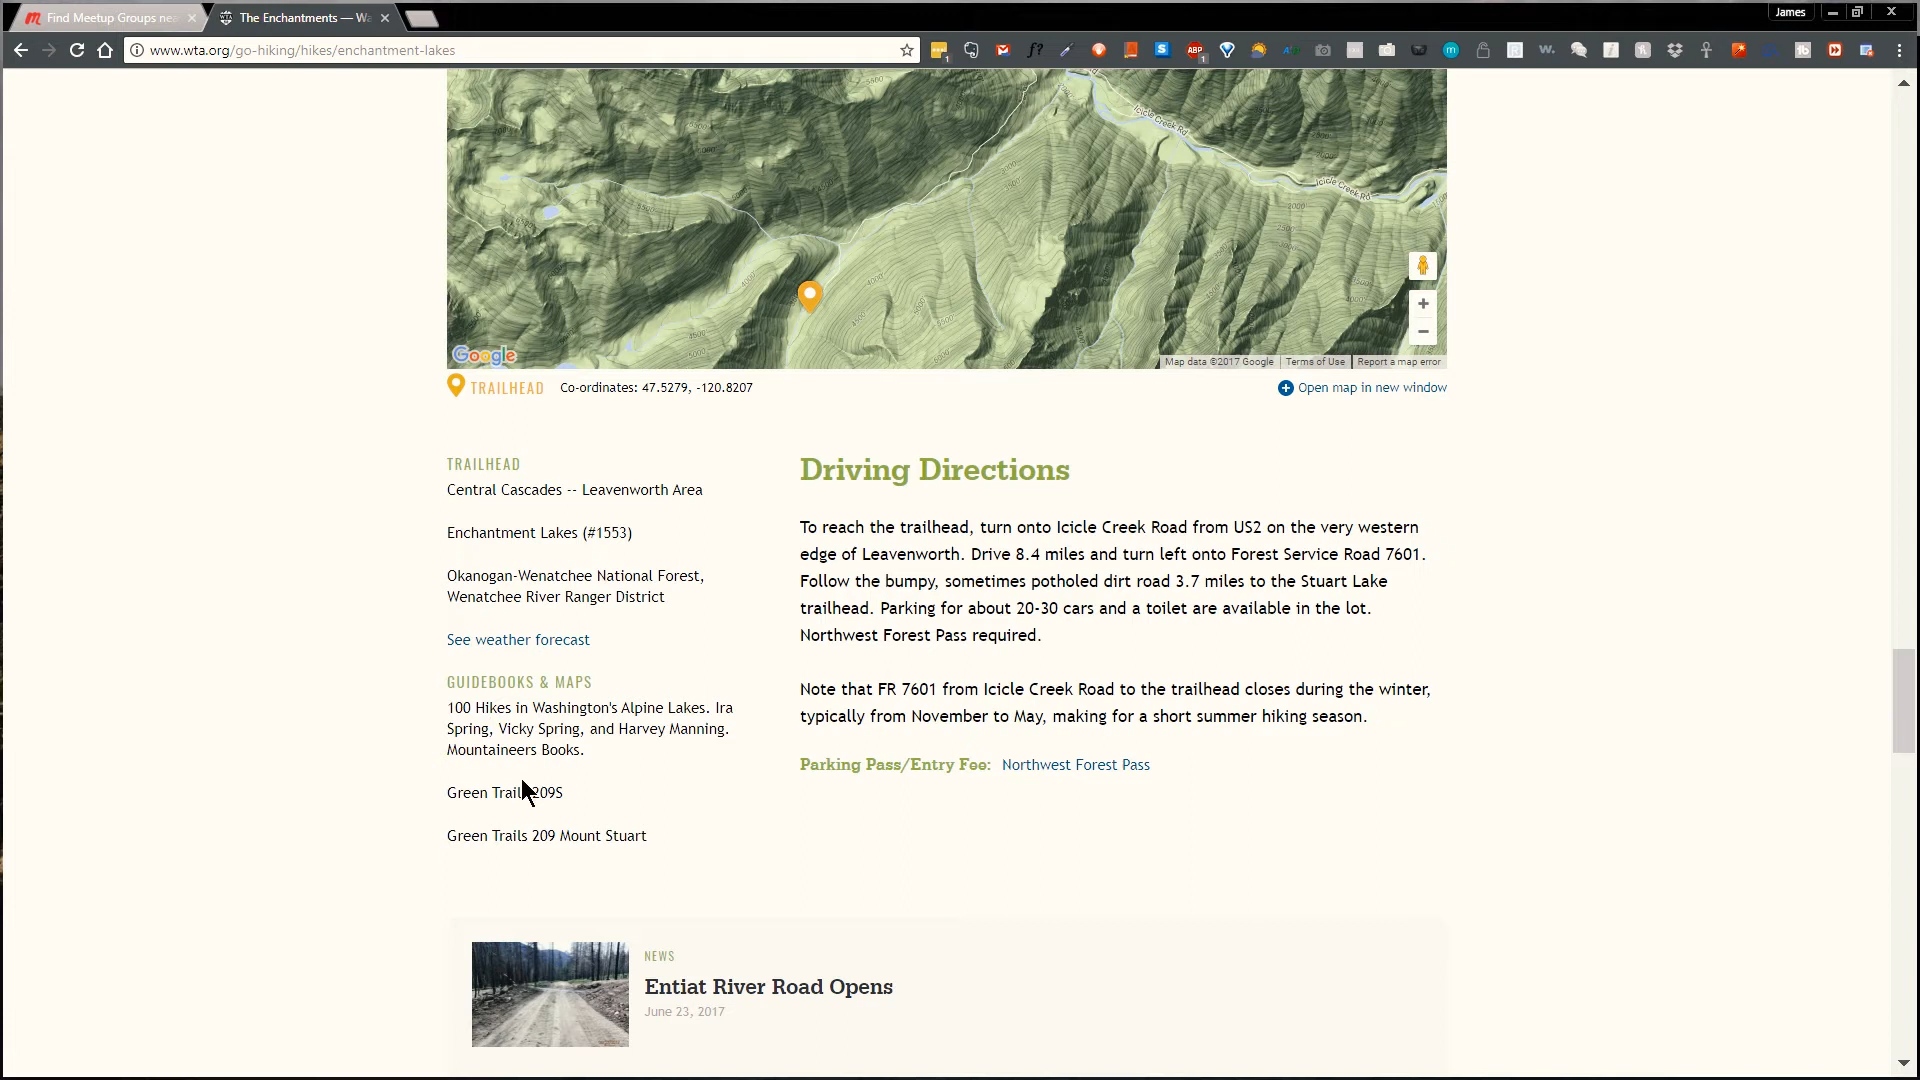 Find Meetup Groups nea
The Enchantments — Wa
James
www.wta.org/go-hiking/hikes/enchantment-lakes
Icicle Creek Rd
Icicle Creek Rd
Google
Map data ©2017 Google
Terms of Use
Report a map error
TRAILHEAD
Co-ordinates: 47.5279, -120.8207
Open map in new window
TRAILHEAD
Central Cascades -- Leavenworth Area
Enchantment Lakes (#1553)
Okanogan-Wenatchee National Forest,
Wenatchee River Ranger District
See weather forecast
GUIDEBOOKS & MAPS
100 Hikes in Washington's Alpine Lakes. Ira
Spring, Vicky Spring, and Harvey Manning.
Mountaineers Books.
Green Trails 209S
Green Trails 209 Mount Stuart
Driving Directions
To reach the trailhead, turn onto Icicle Creek Road from US2 on the very western
edge of Leavenworth. Drive 8.4 miles and turn left onto Forest Service Road 7601.
Follow the bumpy, sometimes potholed dirt road 3.7 miles to the Stuart Lake
trailhead. Parking for about 20-30 cars and a toilet are available in the lot.
Northwest Forest Pass required.
Note that FR 7601 from Icicle Creek Road to the trailhead closes during the winter,
typically from November to May, making for a short summer hiking season.
Parking Pass/Entry Fee: Northwest Forest Pass
NEWS
Entiat River Road Opens
June 23, 2017